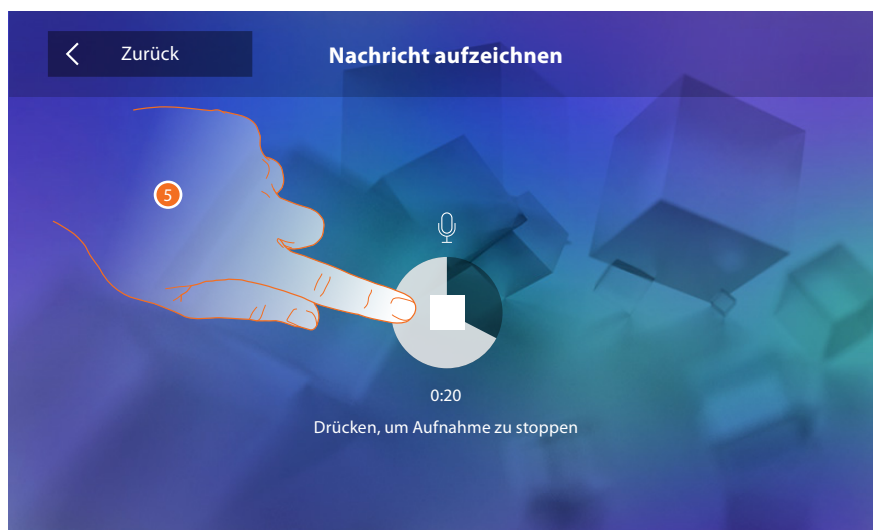 Zurück
Nachricht aufzeichnen
5
0:20
Drücken, um Aufnahme zu stoppen